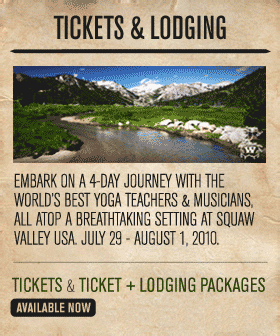 TICKETS & LODGING
W
EMBARK ON A 4-DAY JOURNEY WITH THE
WORLD'S BEST YOGA TEACHERS & MUSICIANS,
ALL ATOP A BREATHTAKING SETTING AT SQUAW
VALLEY USA. JULY 29 - AUGUST 1, 2010.
TICKETS & TICKET + LODGING PACKAGES
AVAILABLE NOW